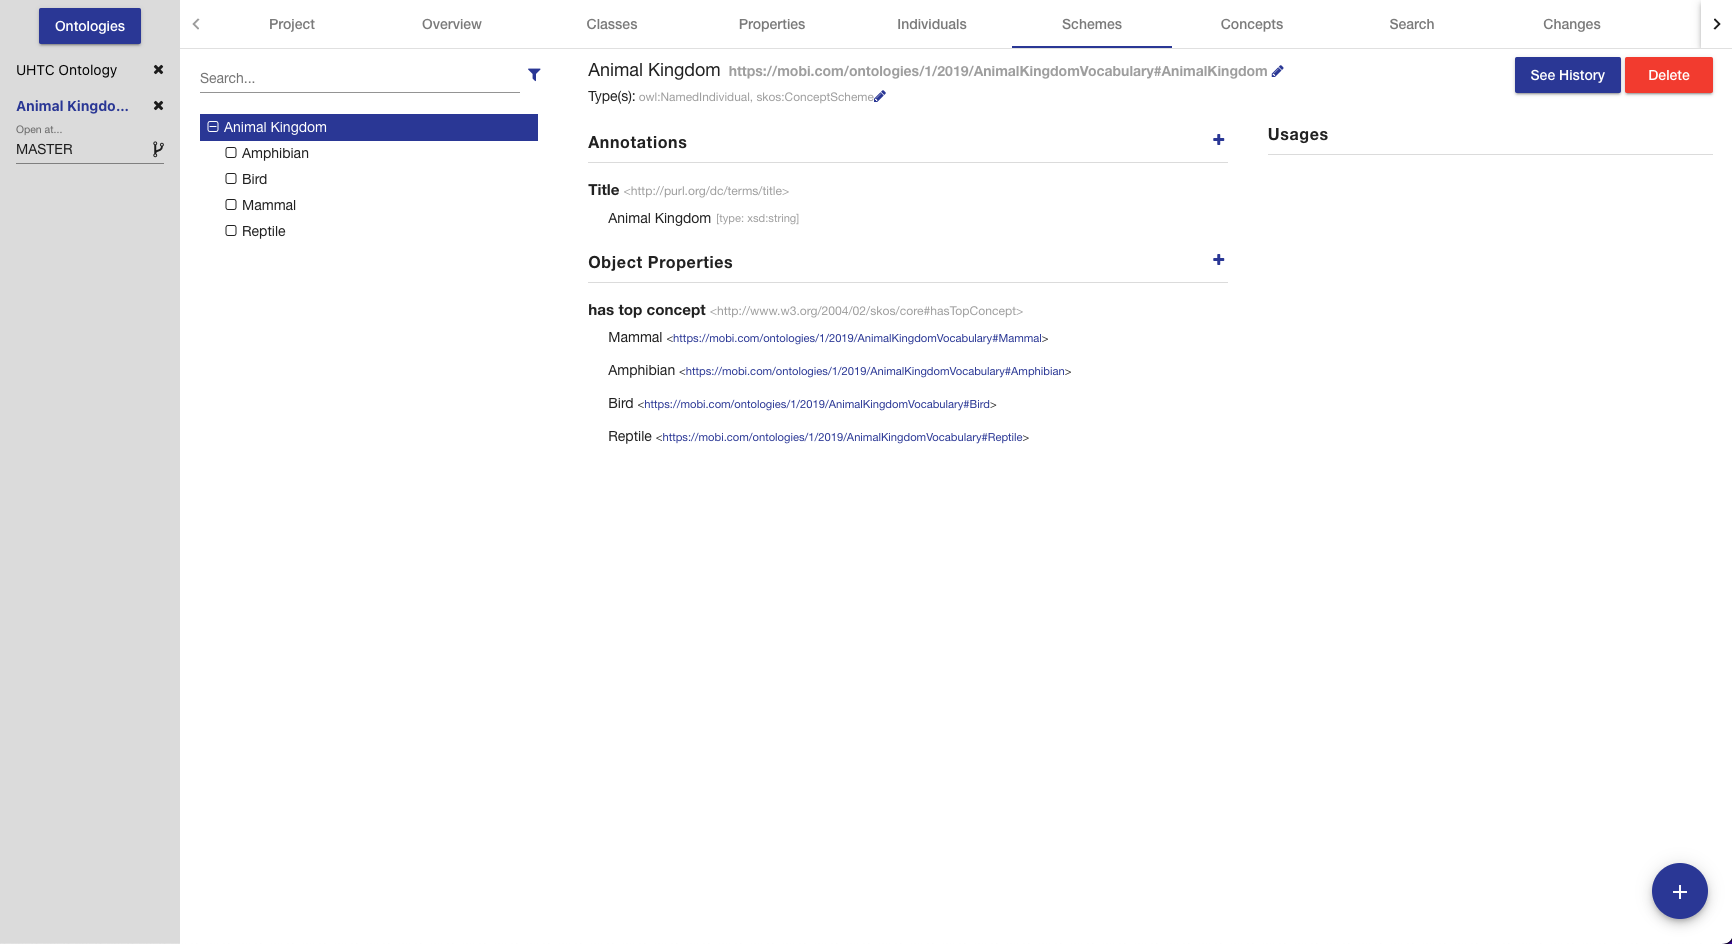 Ontologies
UHTC Ontology
Animal Kingdo...
Open at...
MASTER
Project Overview Classes Properties Individuals Schemes Concepts Search Changes
Search...
Animal Kingdom
Amphibian
Bird
Mammal
Reptile
Animal Kingdom https://mobi.com/ontologies/1/2019/AnimalKingdomVocabulary#AnimalKingdom
See History Delete
Type(s): owl:NamedIndividual, skos:ConceptScheme
Annotations
Title <http://purl.org/dc/terms/title>
Animal Kingdom [type: xsd:string]
Object Properties
has top concept <http://www.w3.org/2004/02/skos/core#hasTopConcept>
Mammal <https://mobi.com/ontologies/1/2019/AnimalKingdomVocabulary#Mammal>
Amphibian <https://mobi.com/ontologies/1/2019/AnimalKingdomVocabulary#Amphibian>
Bird <https://mobi.com/ontologies/1/2019/AnimalKingdomVocabulary#Bird>
Reptile <https://mobi.com/ontologies/1/2019/AnimalKingdomVocabulary#Reptile>
Usages